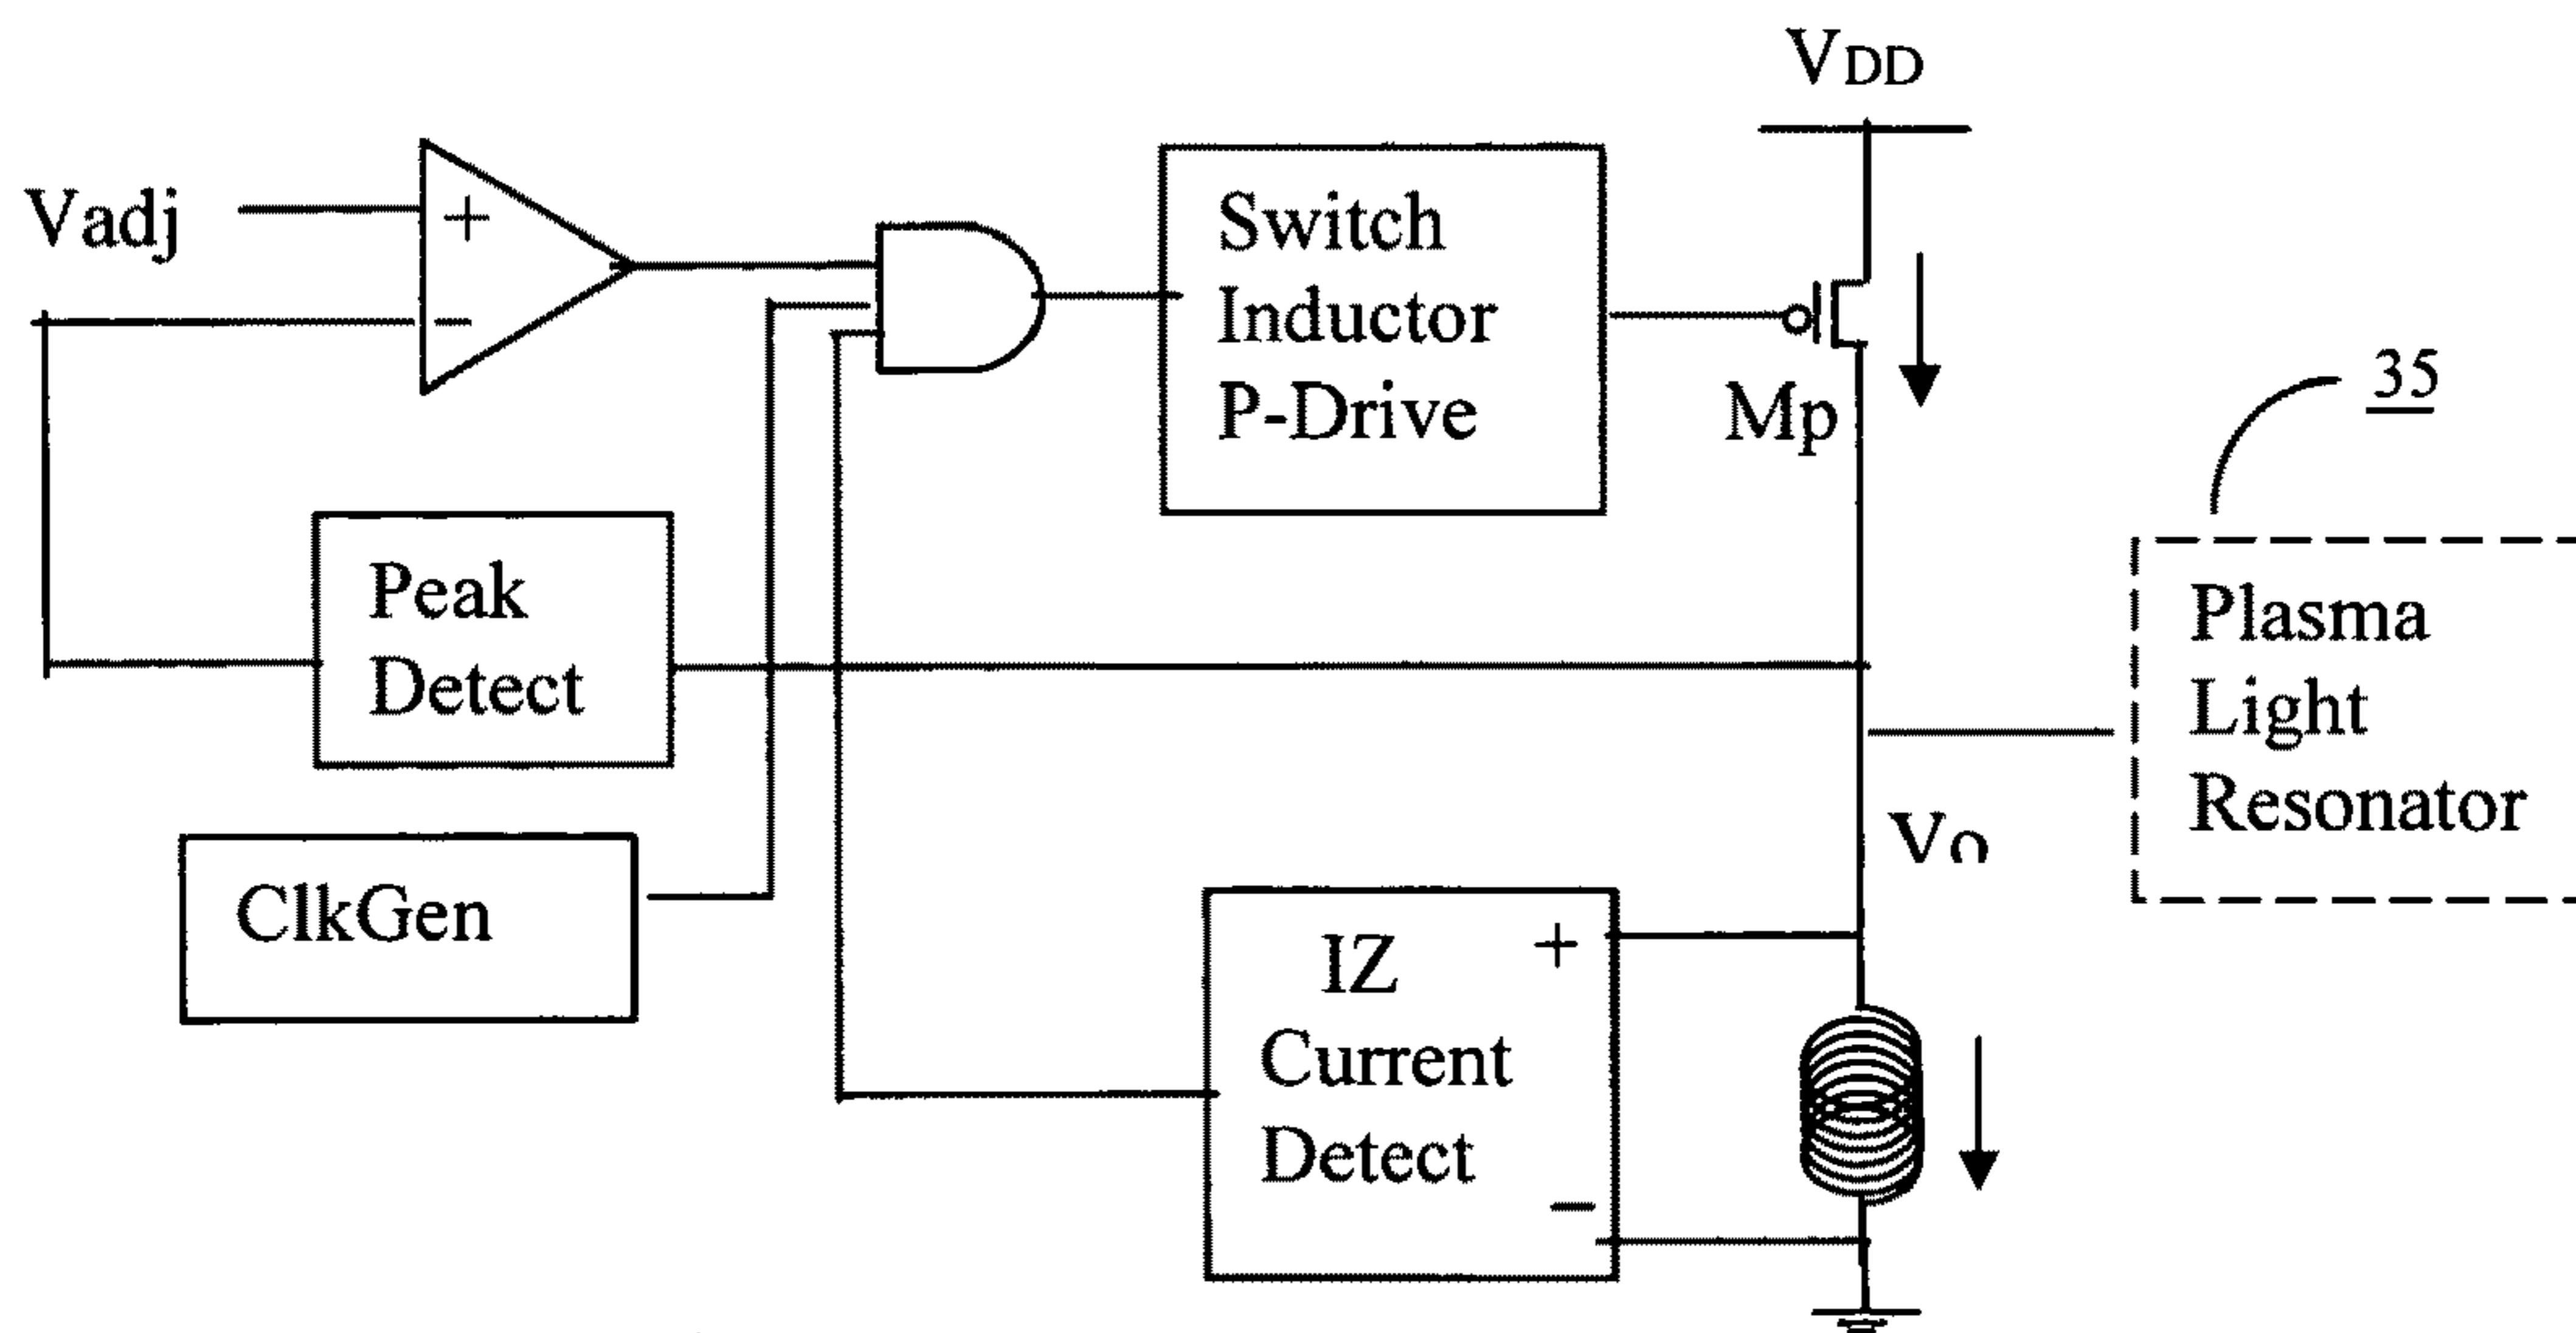 VDD
Vadj
+
−
Switch
Inductor
P-Drive
Mp
35
Peak
Detect
Plasma
Light
Resonator
Vo
ClkGen
IZ
Current
Detect
+
−